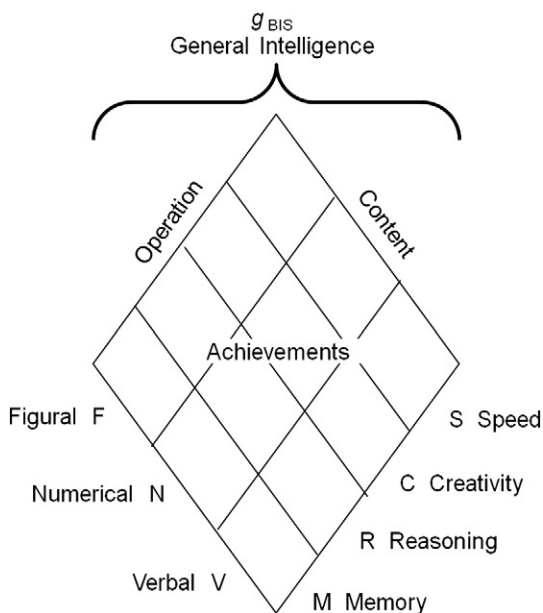 g BIS
General Intelligence
Operation
Content
Achievements
Figural F
S Speed
Numerical N
C Creativity
R Reasoning
Verbal V
M Memory